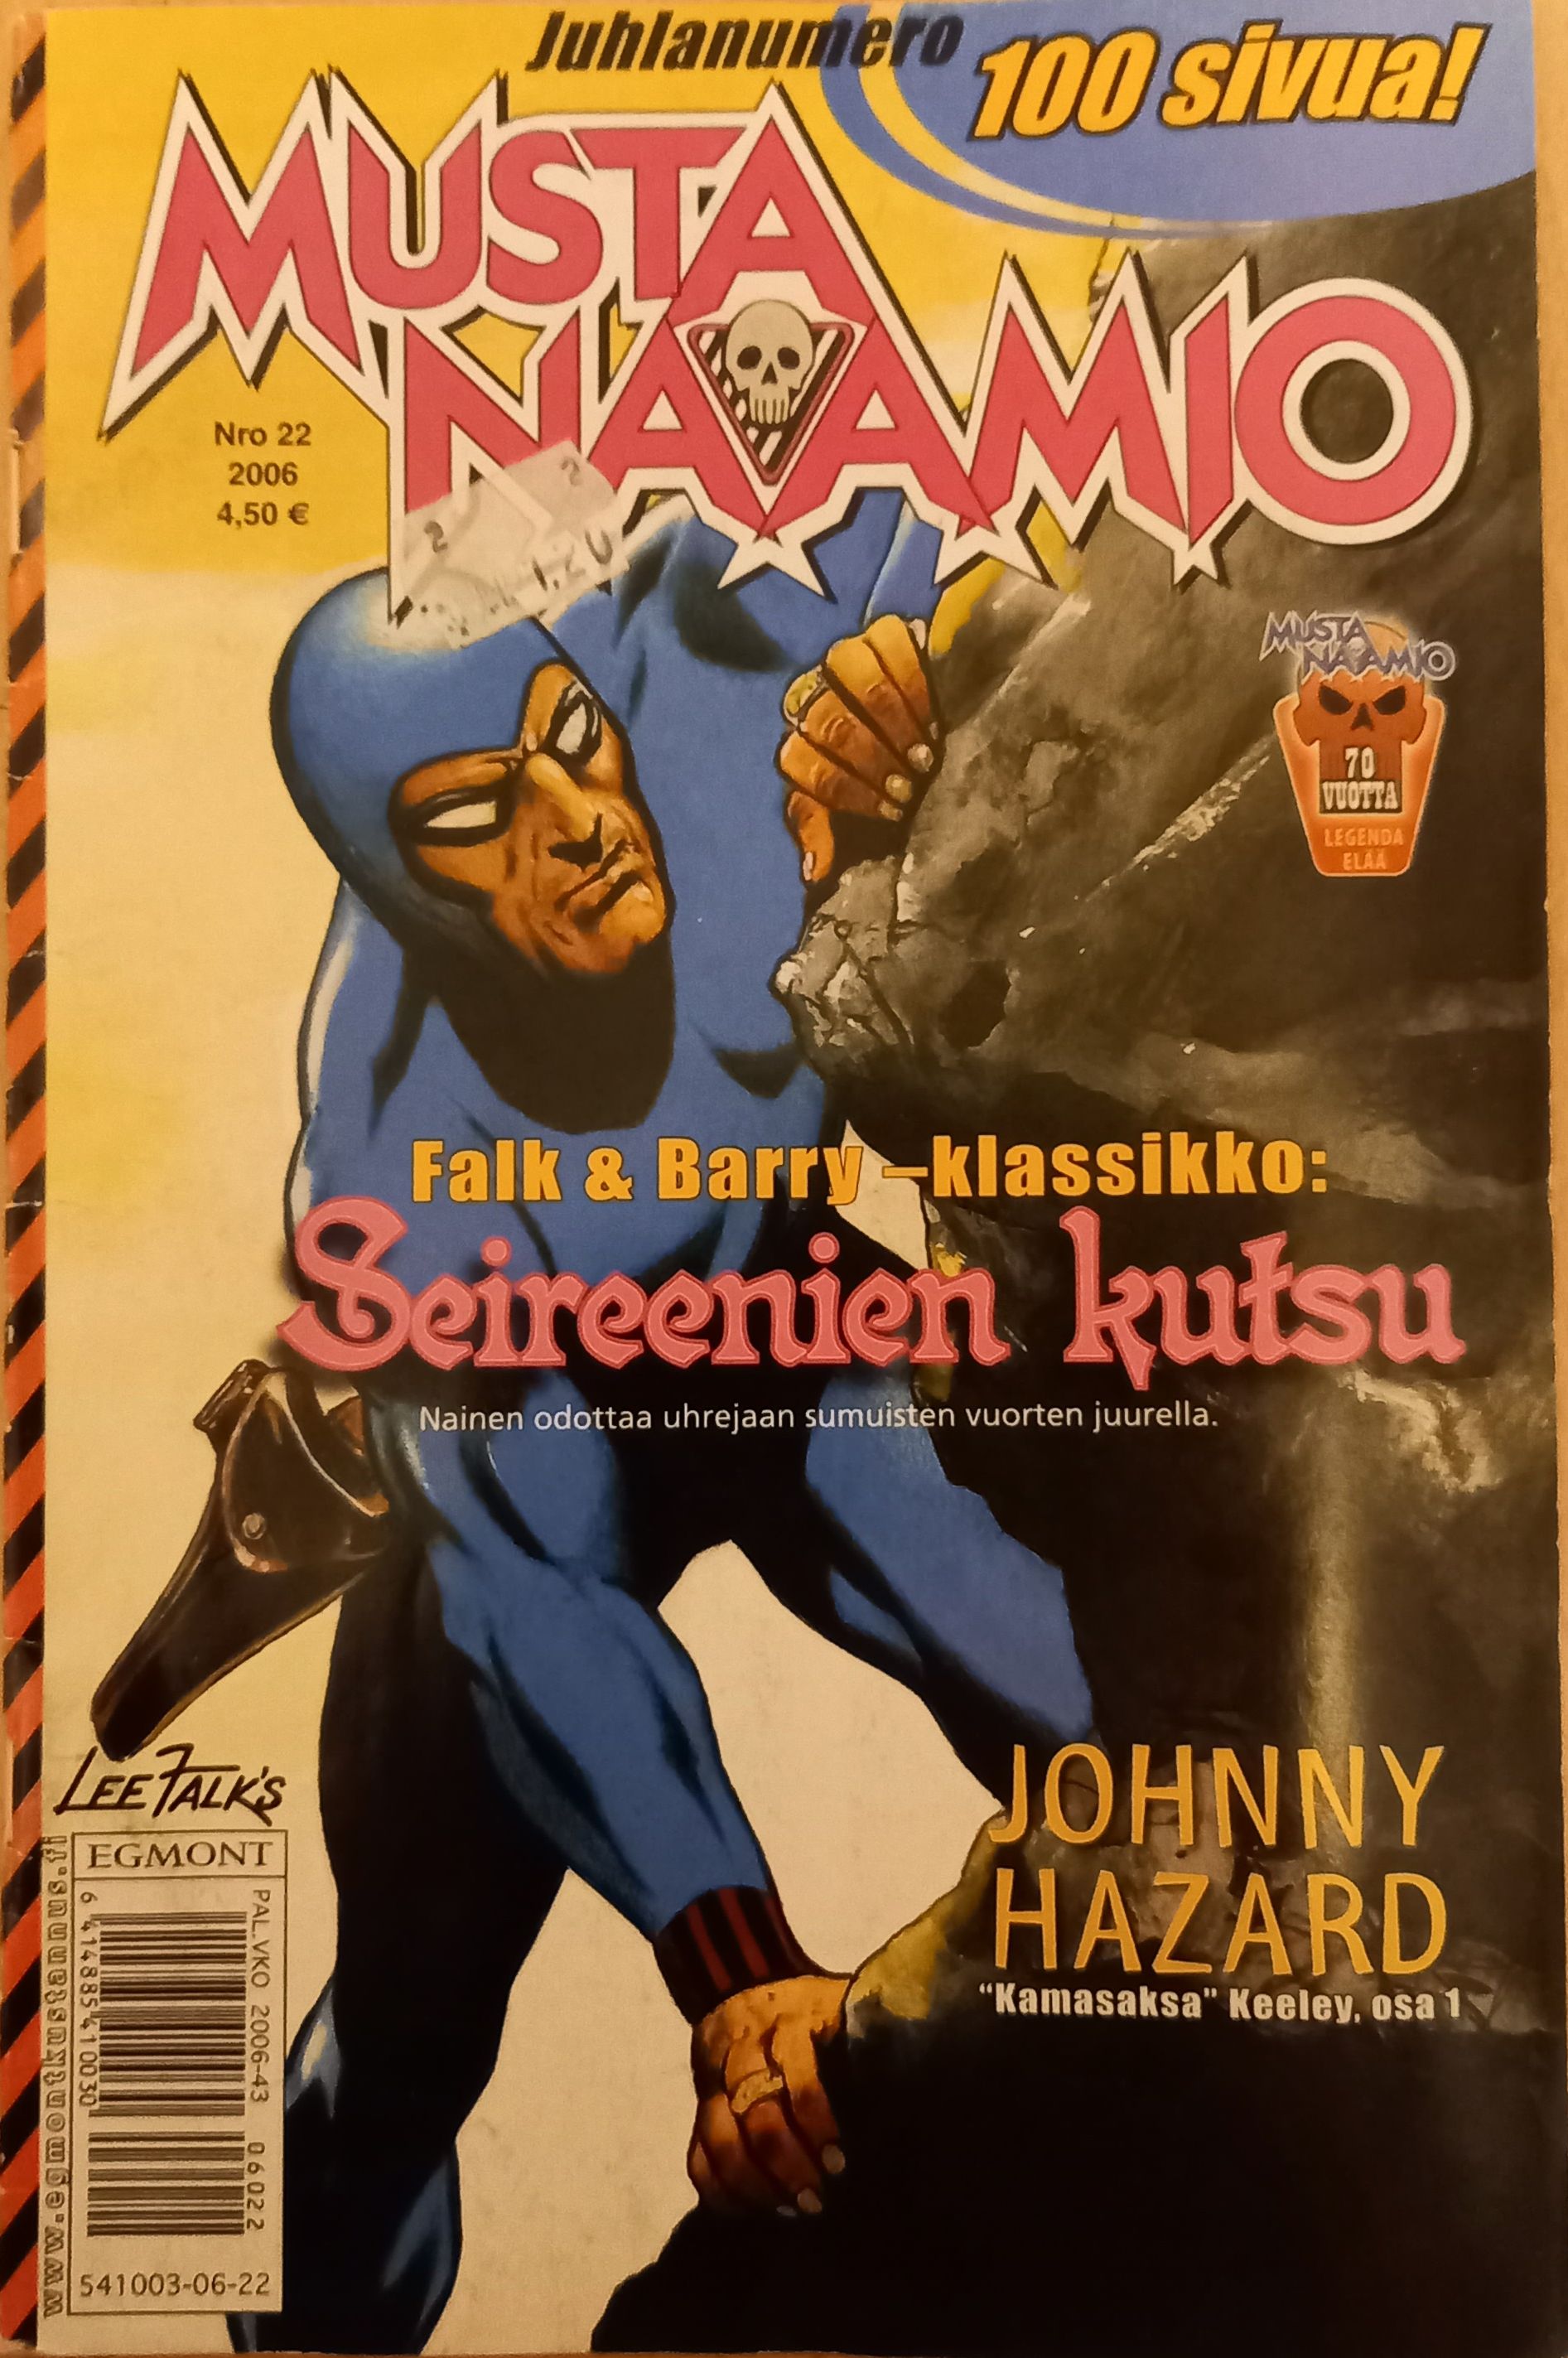 Juhlanumero
100 sivua!
MUSTA
NAAMIO
Nro 22
2006
4,50 €
MUSTA
NAAMIO
70
VUOTTA
LEGENDA
ELÄÄ
Falk & Barry –klassikko:
Seireenien kutsu
Nainen odottaa uhrejaan sumuisten vuorten juurella.
JOHNNY
HAZARD
"Kamasaksa" Keeley, osa 1
LEE FALK'S
EGMONT
PAL.VKO 2006-43
06022
6 414885 410030
541003-06-22
www.egmontkustannus.fi